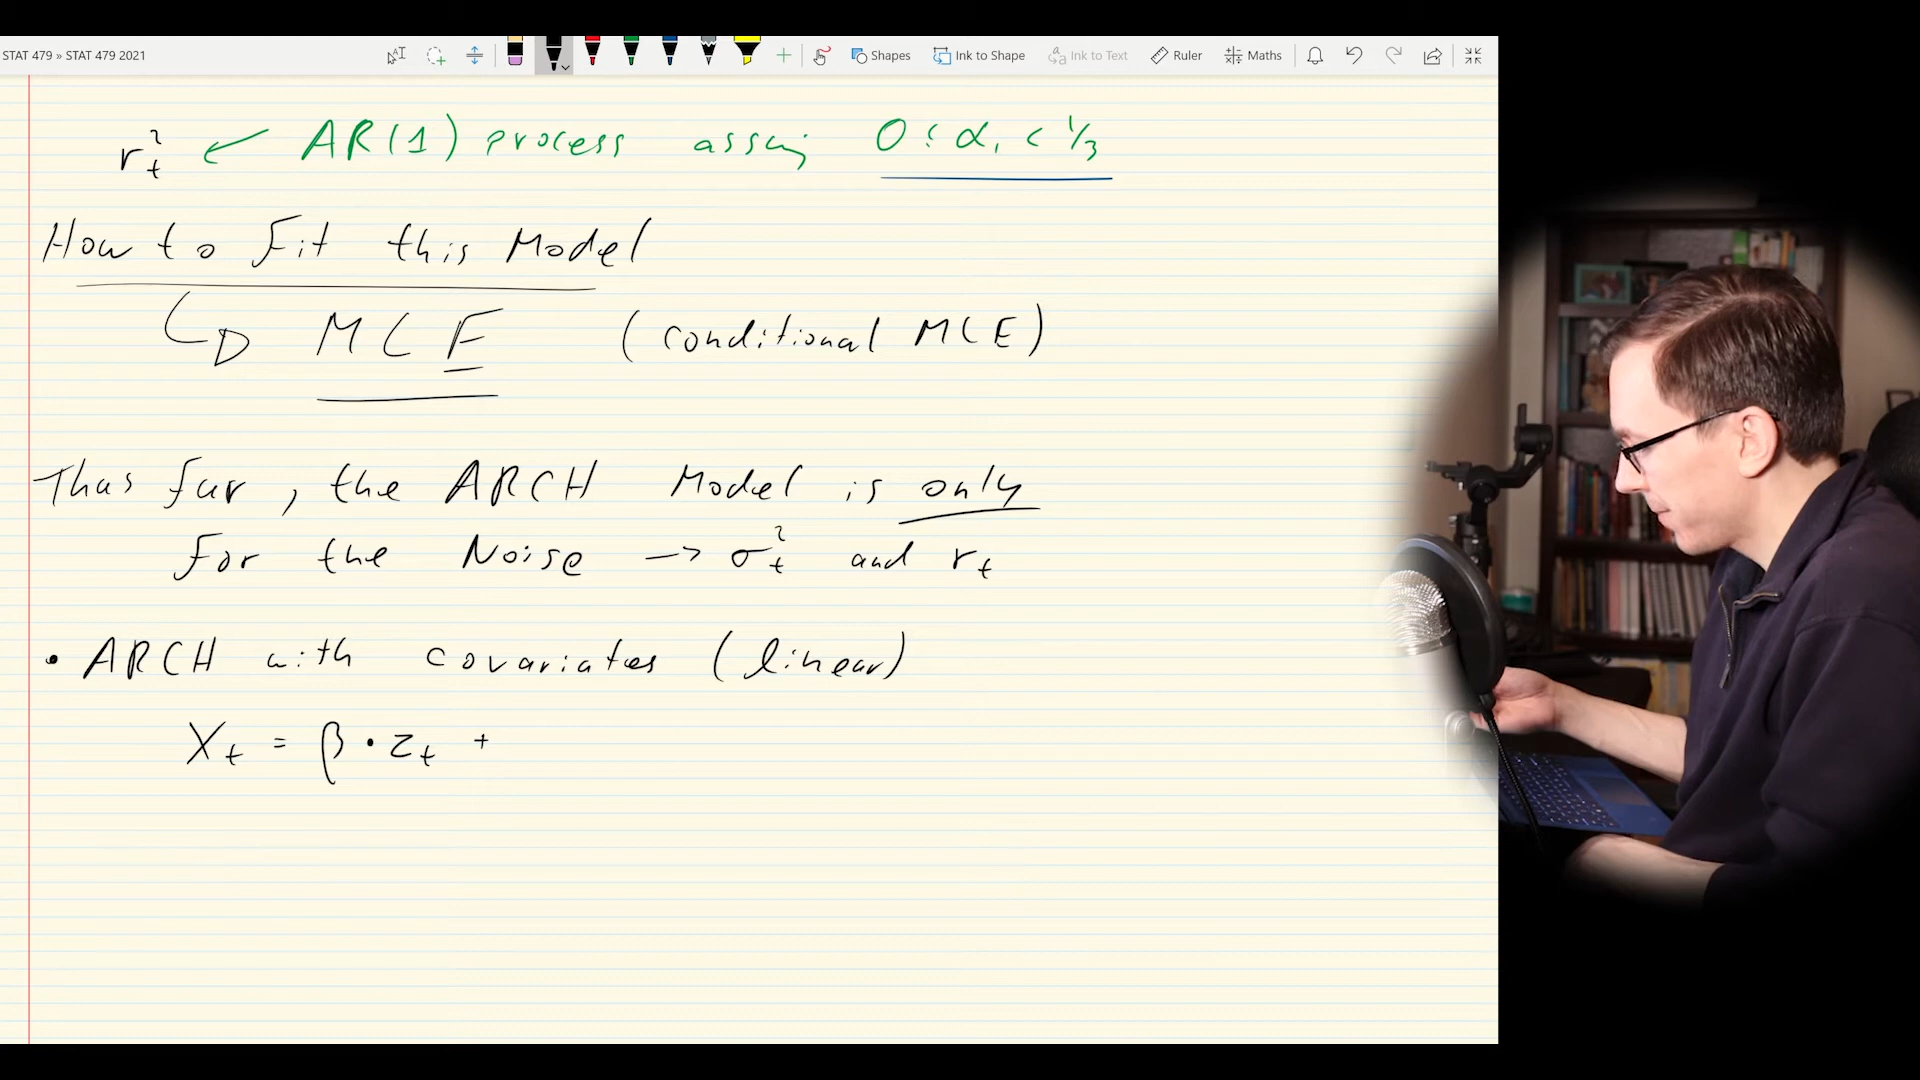 STAT 479 » STAT 479 2021
Shapes Ink to Shape Ink to Text Ruler Maths
r_t^2 ← AR(1) process 0 < α₁ < 1/3
How to Fit this Model
↳ MLE (conditional MLE)
Thus far, the ARCH Model is only
for the Noise → σ_t^2 and r_t
• ARCH with covariates (linear)
X_t = β · z_t +